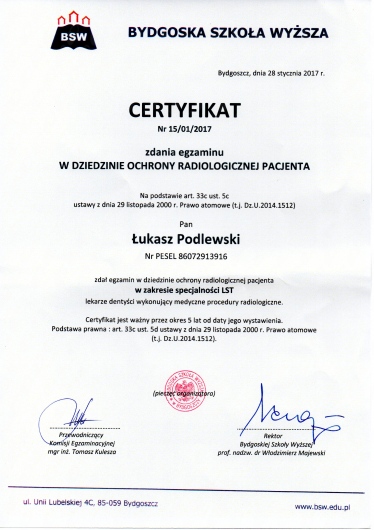 BSW
BYDGOSKA SZKOŁA WYŻSZA
Bydgoszcz, dnia 28 stycznia 2017 r.
CERTYFIKAT
Nr 15/01/2017
zdania egzaminu
W DZIEDZINIE OCHRONY RADIOLOGICZNEJ PACJENTA
Na podstawie art. 33c ust. 5c
ustawy z dnia 29 listopada 2000 r. Prawo atomowe (t.j. Dz.U.2014.1512)
Pan
Łukasz Podlewski
Nr PESEL 86072913916
zdał egzamin w dziedzinie ochrony radiologicznej pacjenta
w zakresie specjalności LST
lekarze dentyści wykonujący medyczne procedury radiologiczne.
Certyfikat jest ważny przez okres 5 lat od daty jego wystawienia.
Podstawa prawna : art. 33c ust. 5d ustawy z dnia 29 listopada 2000 r. Prawo atomowe
(t.j. Dz.U.2014.1512).
(pieczęć organizatora)
Przewodniczący
Komisji Egzaminacyjnej
mgr inż. Tomasz Kulesza
Rektor
Bydgoskiej Szkoły Wyższej
prof. nadzw. dr Włodzimierz Majewski
ul. Unii Lubelskiej 4C, 85-059 Bydgoszcz
www.bsw.edu.pl